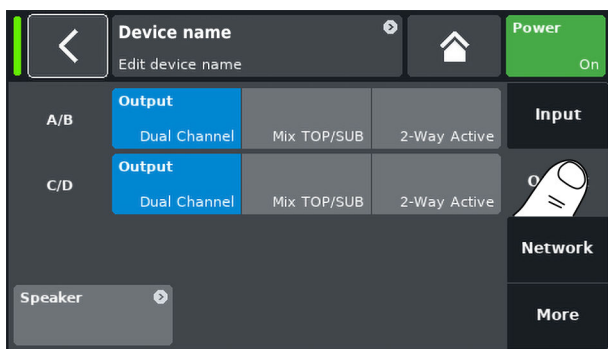 Device name
Edit device name
Power
On
A/B
Output
Dual Channel
Mix TOP/SUB
2-Way Active
Input
C/D
Output
Dual Channel
Mix TOP/SUB
2-Way Active
Network
Speaker
More